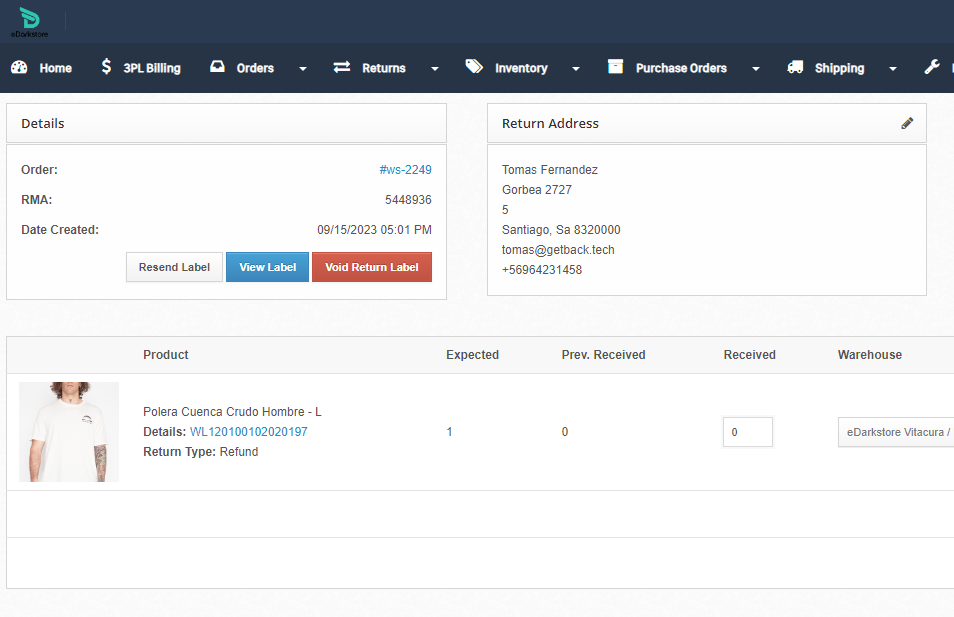 eDarkstore
Home 3PL Billing Orders Returns Inventory Purchase Orders Shipping
Details
Order: #ws-2249
RMA: 5448936
Date Created: 09/15/2023 05:01 PM
Resend Label View Label Void Return Label
Return Address
Tomas Fernandez
Gorbea 2727
5
Santiago, Sa 8320000
tomas@getback.tech
+56964231458
Product Expected Prev. Received Received Warehouse
Polera Cuenca Crudo Hombre - L
Details: WL120100102020197
Return Type: Refund
1 0 0 eDarkstore Vitacura /